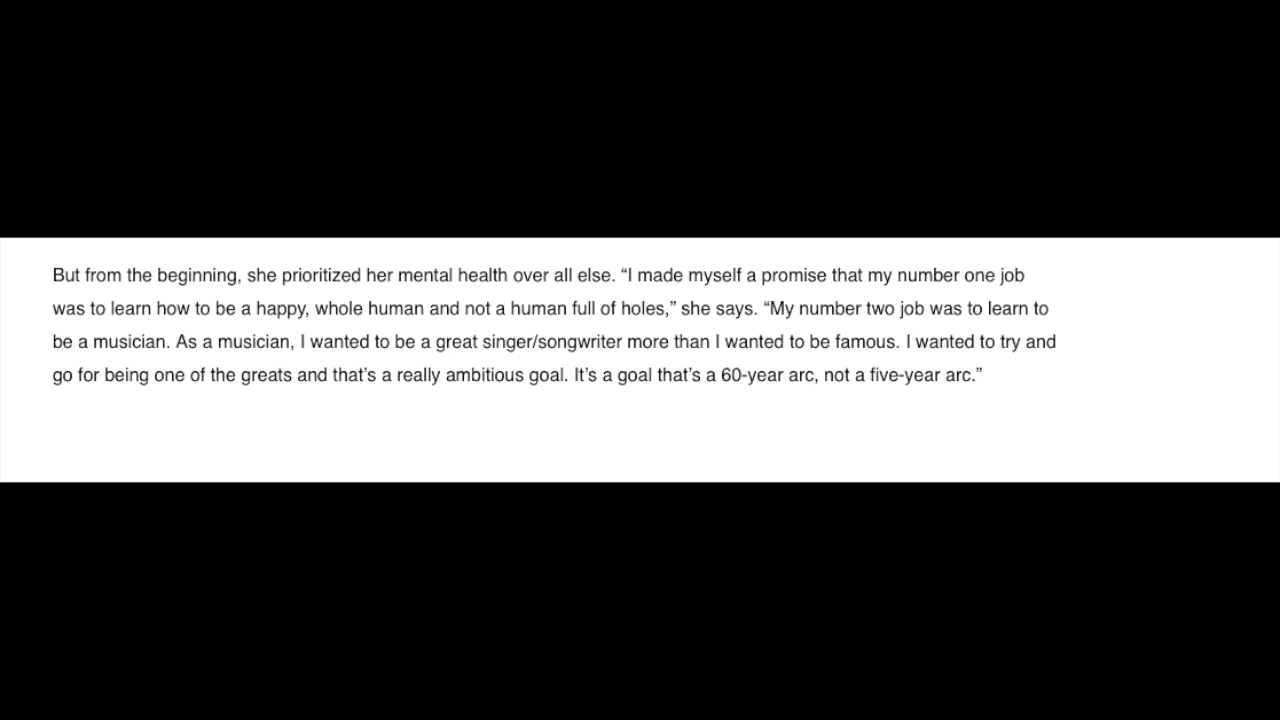 But from the beginning, she prioritized her mental health over all else. “I made myself a promise that my number one job
was to learn how to be a happy, whole human and not a human full of holes,” she says. “My number two job was to learn to
be a musician. As a musician, I wanted to be a great singer/songwriter more than I wanted to be famous. I wanted to try and
go for being one of the greats and that’s a really ambitious goal. It’s a goal that’s a 60-year arc, not a five-year arc.”